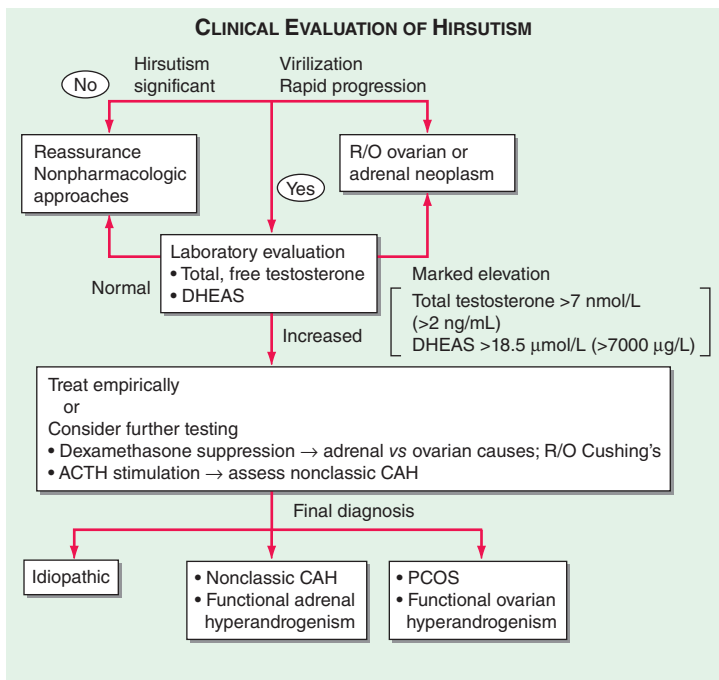 CLINICAL EVALUATION OF HIRSUTISM
No
Hirsutism
significant
Virilization
Rapid progression
Reassurance
Nonpharmacologic
approaches
R/O ovarian or
adrenal neoplasm
Yes
Laboratory evaluation
• Total, free testosterone
• DHEAS
Normal
Marked elevation
Total testosterone >7 nmol/L
(>2 ng/mL)
DHEAS >18.5 μmol/L (>7000 μg/L)
Increased
Treat empirically
or
Consider further testing
• Dexamethasone suppression → adrenal vs ovarian causes; R/O Cushing's
• ACTH stimulation → assess nonclassic CAH
Final diagnosis
Idiopathic
• Nonclassic CAH
• Functional adrenal
hyperandrogenism
• PCOS
• Functional ovarian
hyperandrogenism